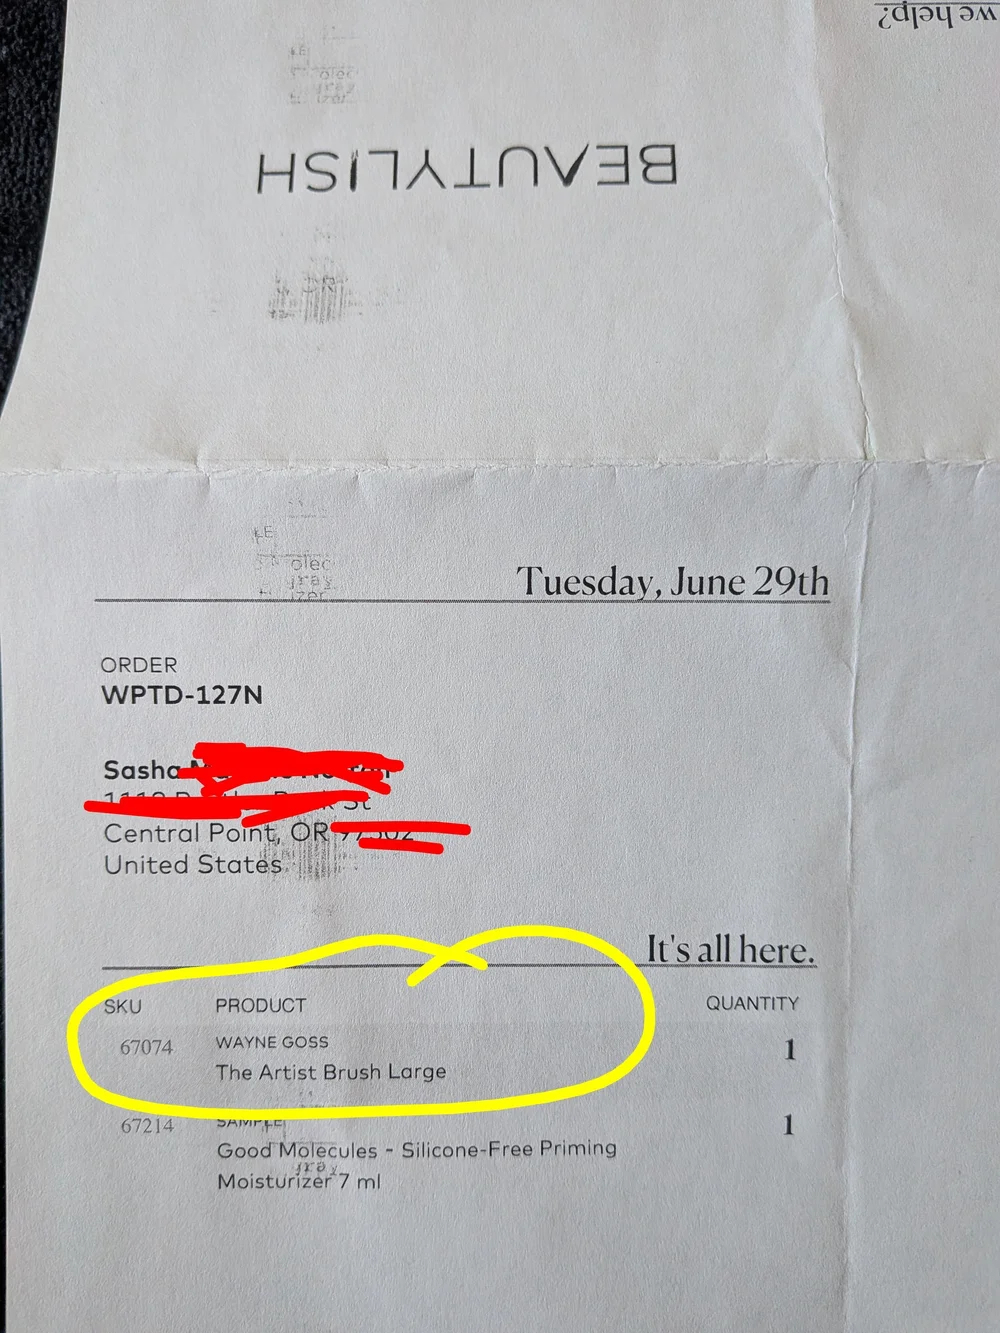 we help?
BEAUTYLISH
Tuesday, June 29th
ORDER
WPTD-127N
Sasha
St
Central Point, OR
United States
It's all here.
SKU PRODUCT QUANTITY
67074 WAYNE GOSS 1
The Artist Brush Large
67214 SAMPLE 1
Good Molecules - Silicone-Free Priming
Moisturizer 7 ml